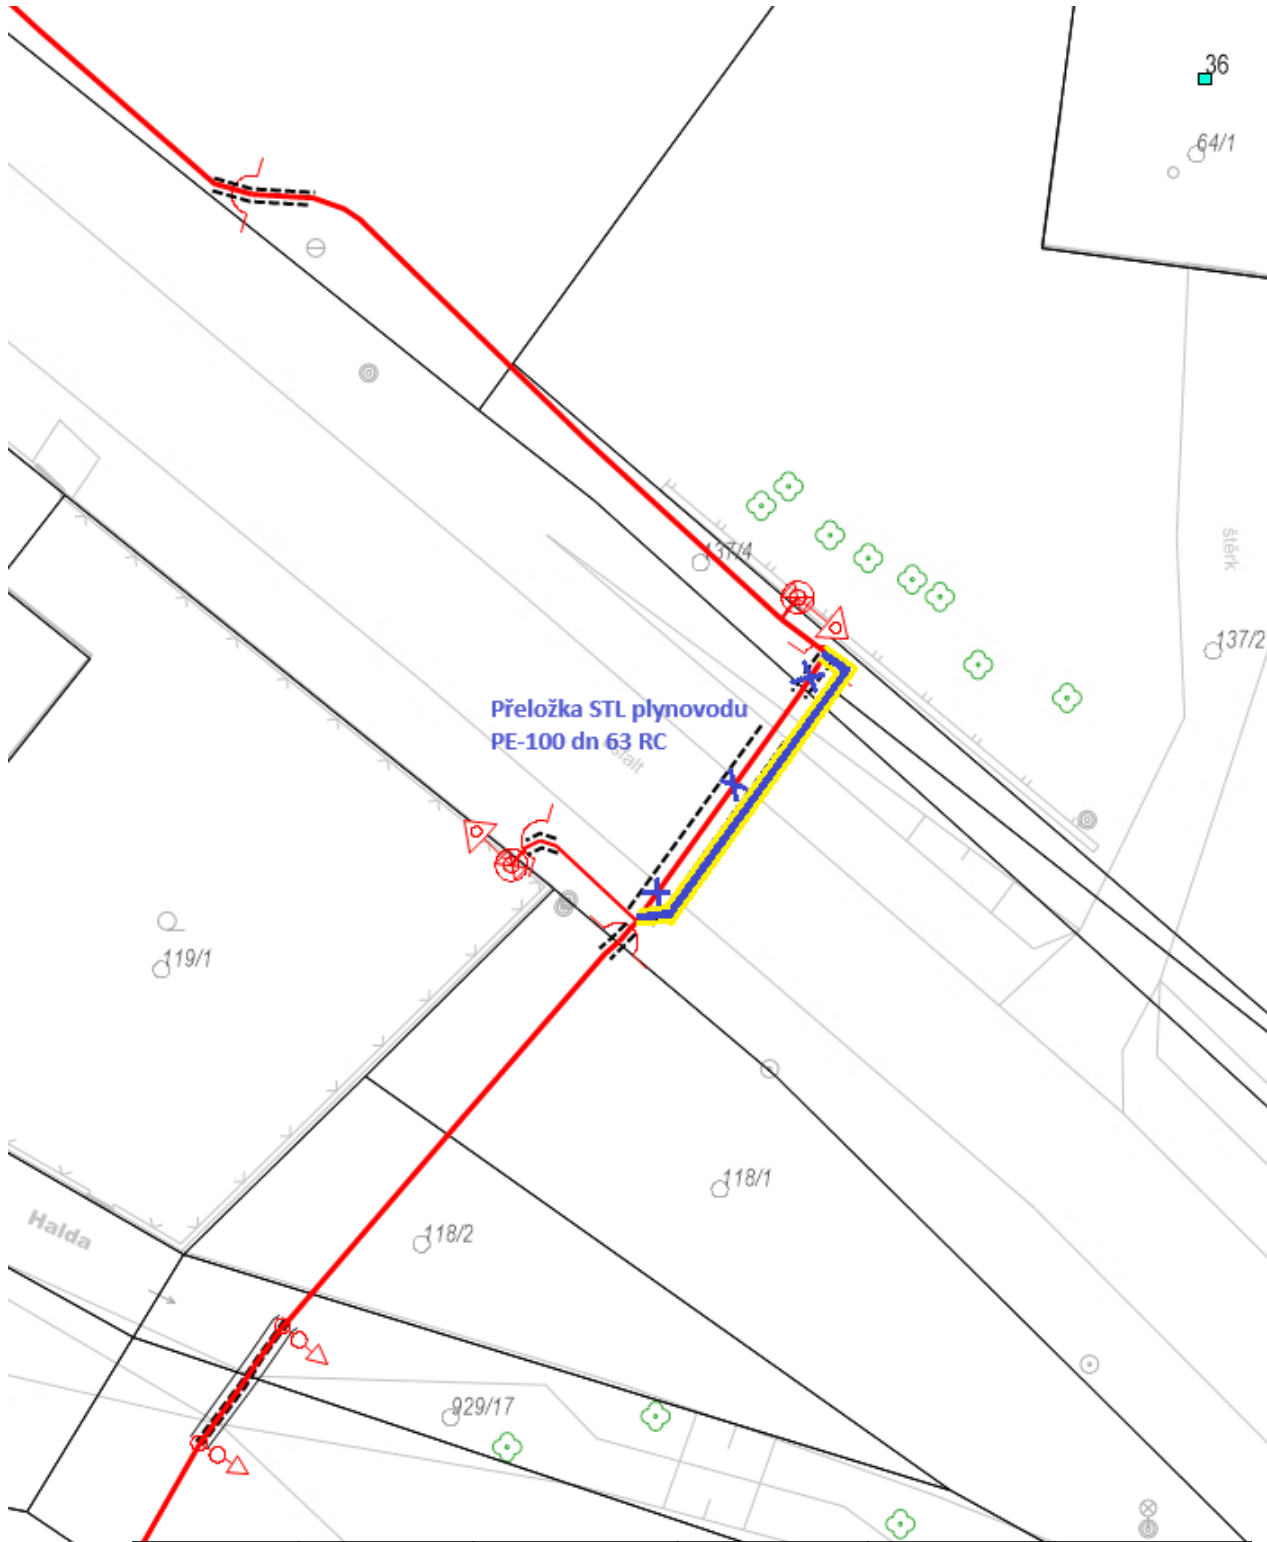 36
64/1
137/4
štěrk
137/2
Přeložka STL plynovodu
PE-100 dn 63 RC
asfalt
119/1
118/1
118/2
Halda
929/17